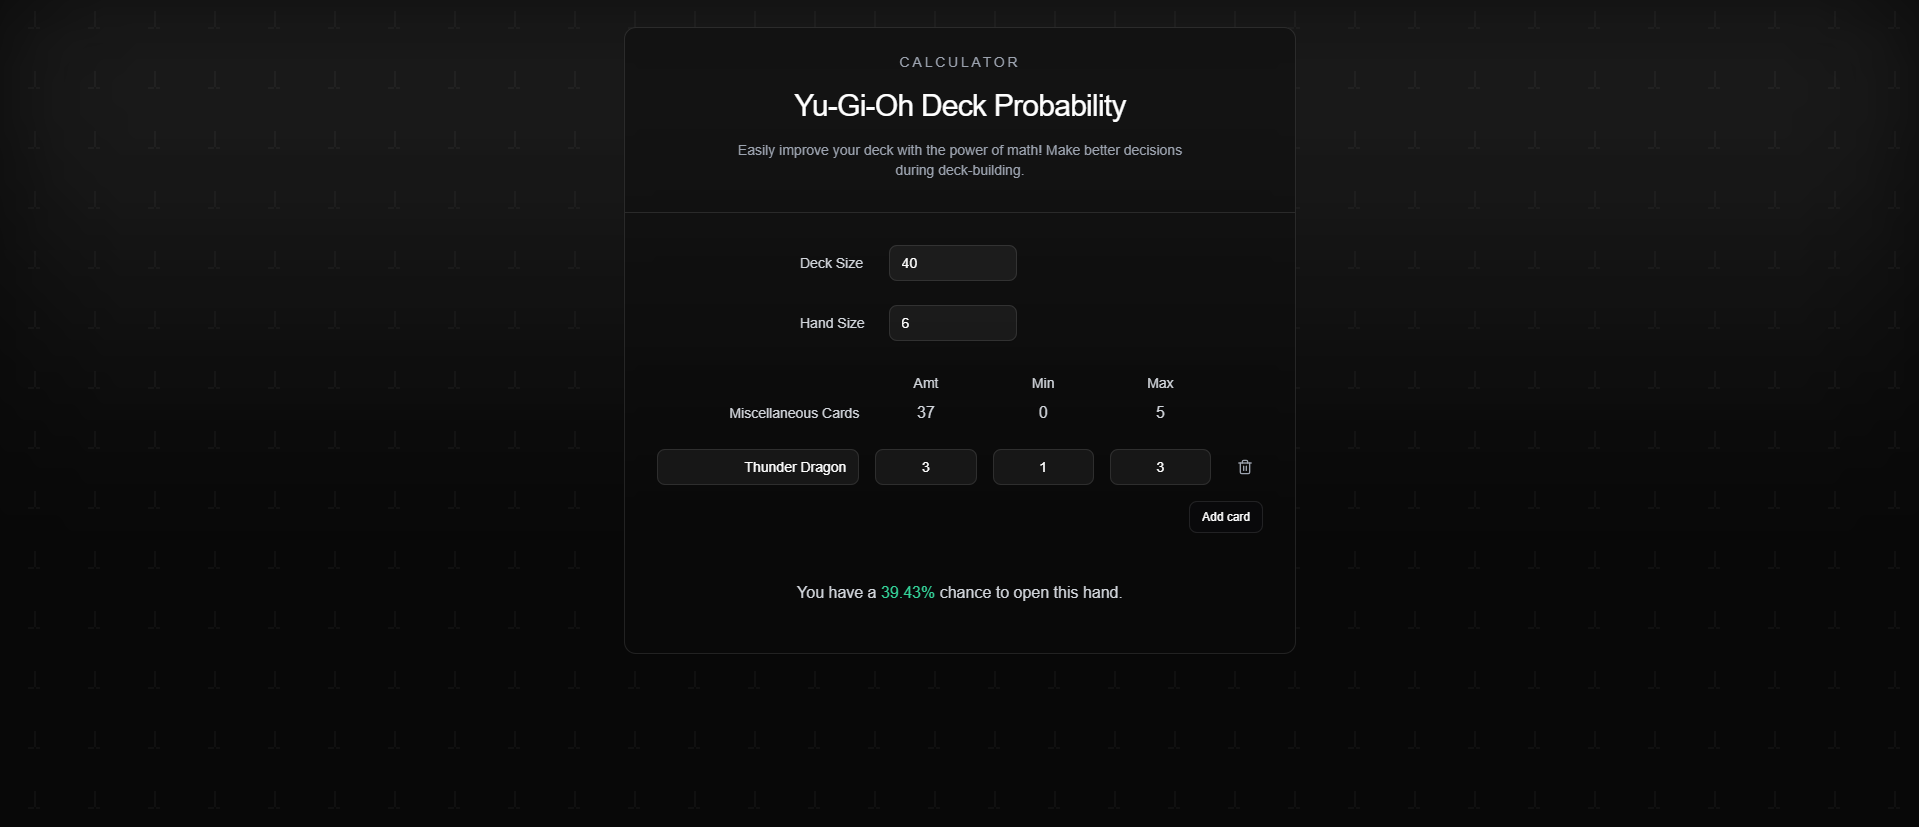 CALCULATOR
Yu-Gi-Oh Deck Probability
Easily improve your deck with the power of math! Make better decisions
during deck-building.
Deck Size 40
Hand Size 6
Amt Min Max
Miscellaneous Cards 37 0 5
Thunder Dragon 3 1 3
Add card
You have a 39.43% chance to open this hand.